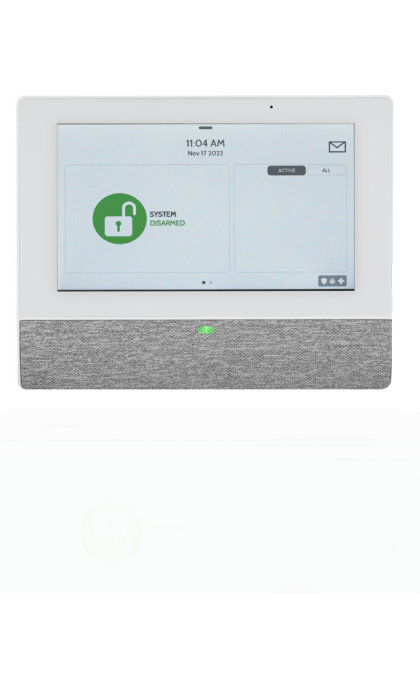 11:04 AM
Nov 17 2022
ACTIVE
ALL
SYSTEM
DISARMED